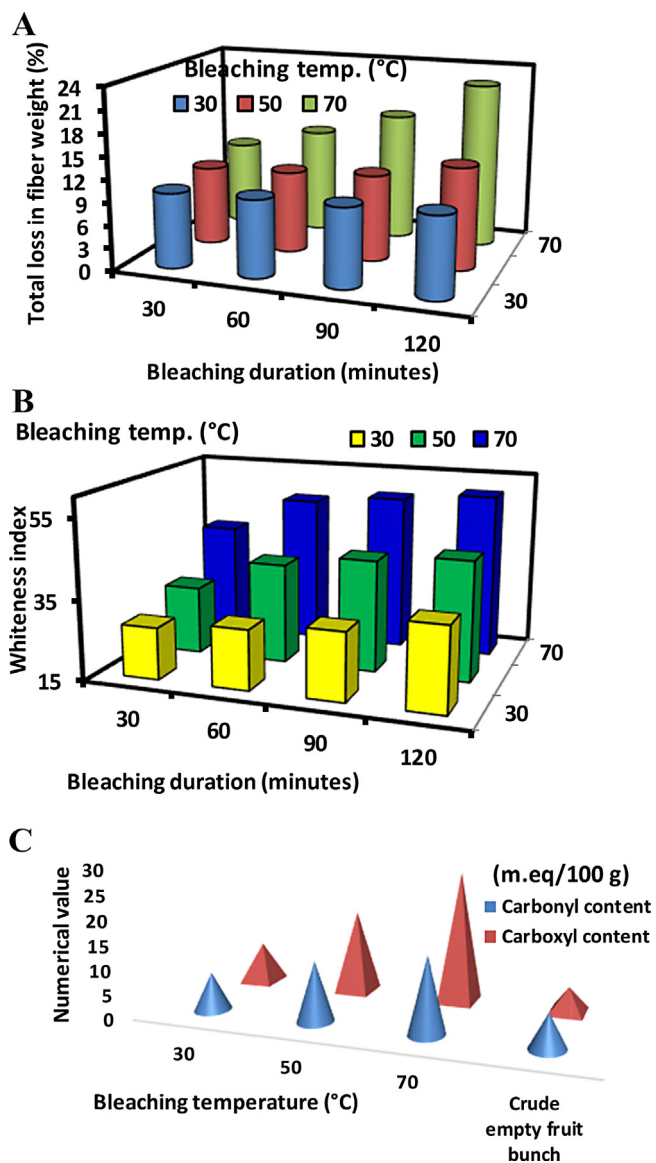 A
Bleaching temp. (°C)
30 50 70
Total loss in fiber weight (%)
24
21
18
15
12
9
6
3
0
30
60
90
120
30
70
Bleaching duration (minutes)
B
Bleaching temp. (°C)
30 50 70
Whiteness index
55
35
15
30
60
90
120
30
70
Bleaching duration (minutes)
C
(m.eq/100 g)
Carbonyl content
Carboxyl content
Numerical value
30
25
20
15
10
5
0
30
50
70
Crude
empty fruit
bunch
Bleaching temperature (°C)